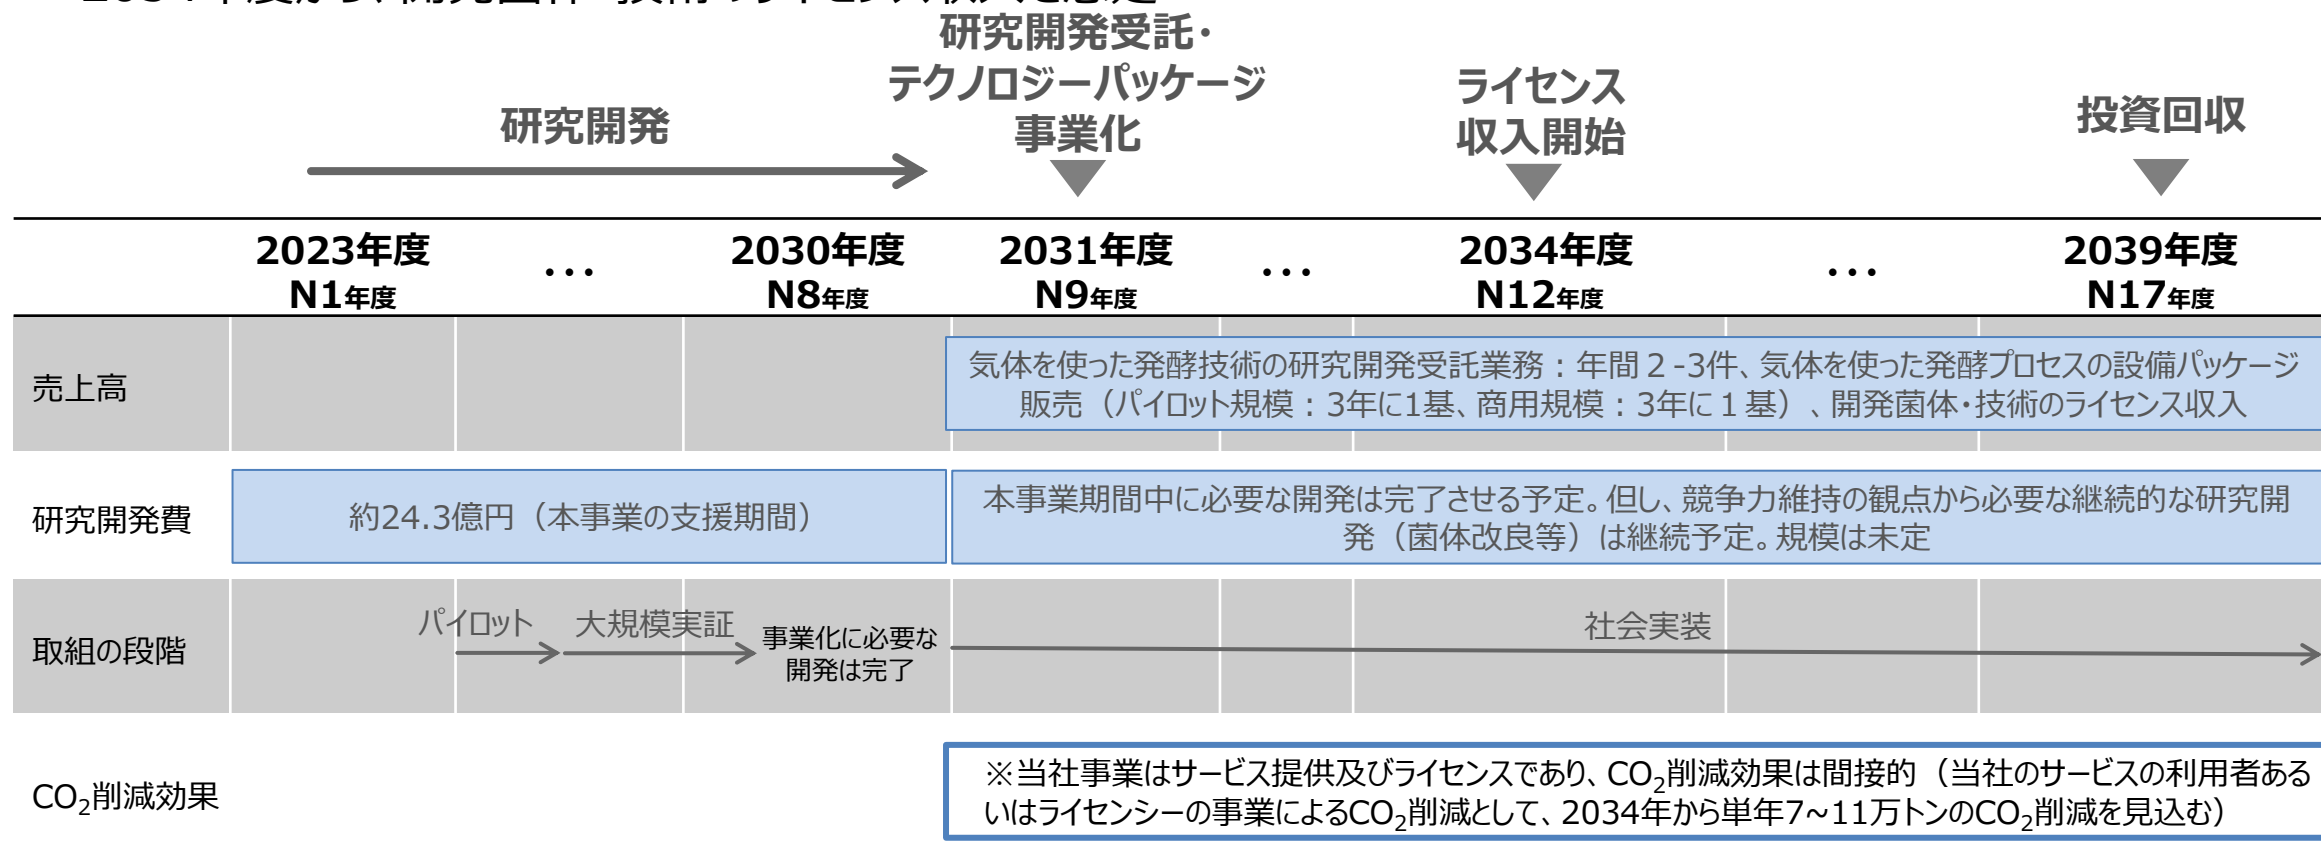 研究開発
研究開発受託・
テクノロジーパッケージ
事業化
ライセンス
収入開始
投資回収
2023年度
N1年度
・・・
2030年度
N8年度
2031年度
N9年度
・・・
2034年度
N12年度
・・・
2039年度
N17年度
売上高
気体を使った発酵技術の研究開発受託業務：年間２-3件、気体を使った発酵プロセスの設備パッケージ
販売（パイロット規模：3年に1基、商用規模：3年に１基）、開発菌体・技術のライセンス収入
研究開発費
約24.3億円（本事業の支援期間）
本事業期間中に必要な開発は完了させる予定。但し、競争力維持の観点から必要な継続的な研究開
発（菌体改良等）は継続予定。規模は未定
取組の段階
パイロット
大規模実証
事業化に必要な
開発は完了
社会実装
CO₂削減効果
※当社事業はサービス提供及びライセンスであり、CO₂削減効果は間接的（当社のサービスの利用者ある
いはライセンシーの事業によるCO₂削減として、2034年から単年7~11万トンのCO₂削減を見込む）